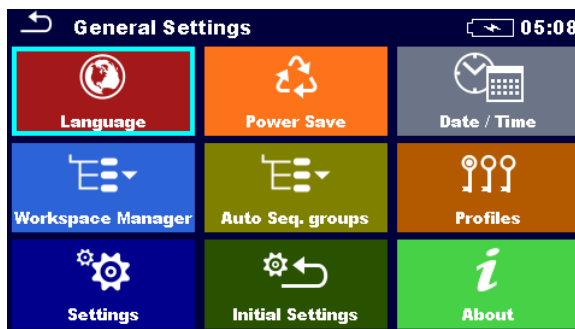 General Settings 05:08
Language Power Save Date / Time
Workspace Manager Auto Seq. groups Profiles
Settings Initial Settings About